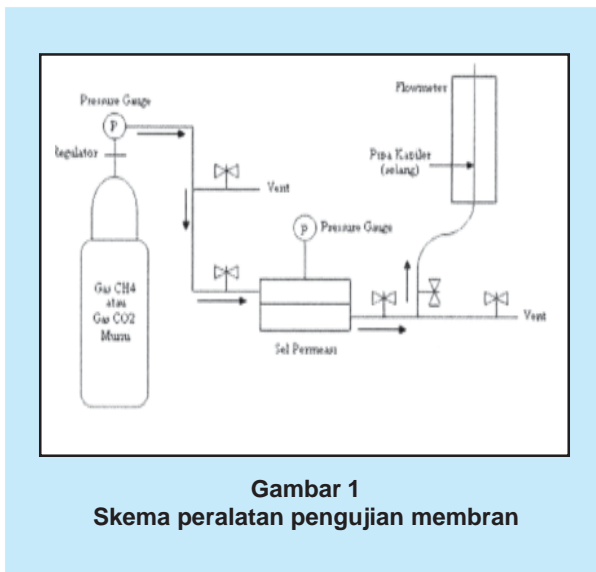 Pressure Gauge
P
Regulator
Vent
Gas CH4
atau
Gas CO2
Murni
P
Pressure Gauge
Sel Permeasi
Flowmeter
Pipa Kapiler
(selang)
Vent
Gambar 1
Skema peralatan pengujian membran